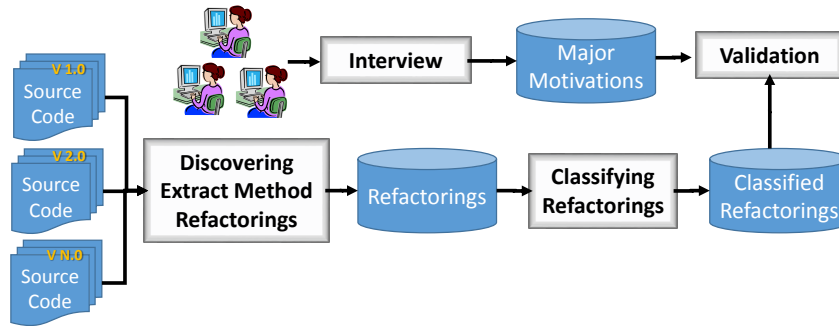 V 1.0
Source
Code
V 2.0
Source
Code
V N.0
Source
Code
Interview
Major
Motivations
Validation
Discovering
Extract Method
Refactorings
Refactorings
Classifying
Refactorings
Classified
Refactorings